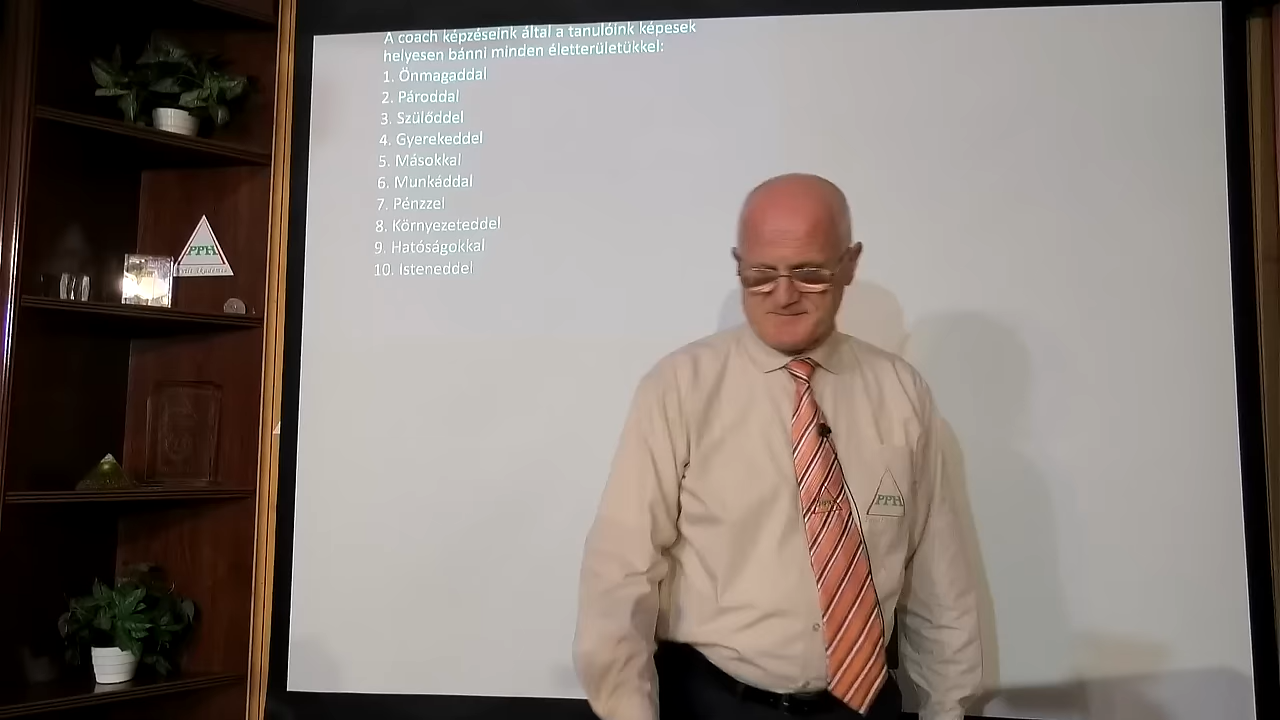 A coach képzéseink által a tanulóink képesek
helyesen bánni minden életterületükkel:
1. Önmagaddal
2. Pároddal
3. Szülőddel
4. Gyerekeddel
5. Másokkal
6. Munkáddal
7. Pénzzel
8. Környezeteddel
9. Hatóságokkal
10. Isteneddel
PPH
PPH
PPH